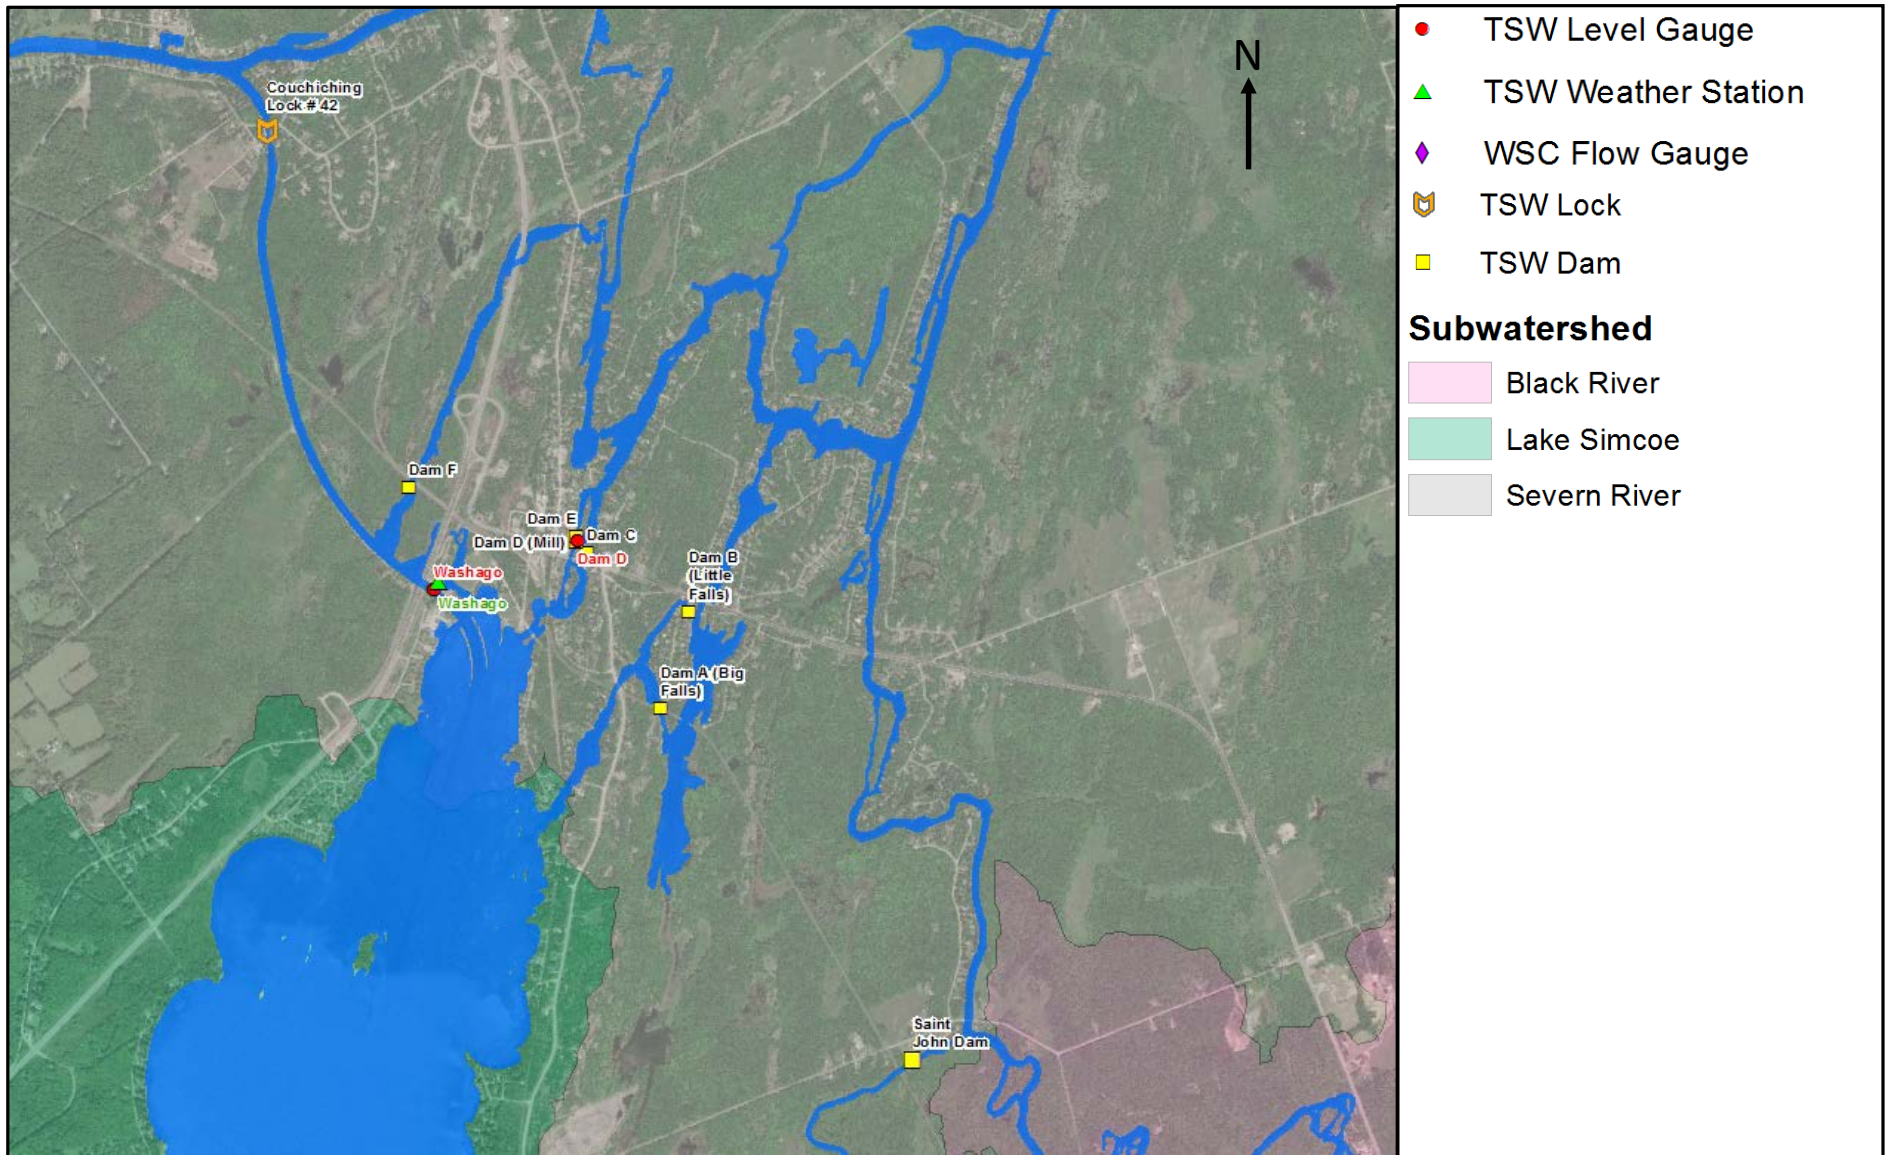 N
Couchiching
Lock # 42
Dam F
Dam E
Dam C
Dam D (Mill)
Dam D
Dam B
(Little
Falls)
Washago
Washago
Dam A (Big
Falls)
Saint
John Dam
TSW Level Gauge
TSW Weather Station
WSC Flow Gauge
TSW Lock
TSW Dam
Subwatershed
Black River
Lake Simcoe
Severn River